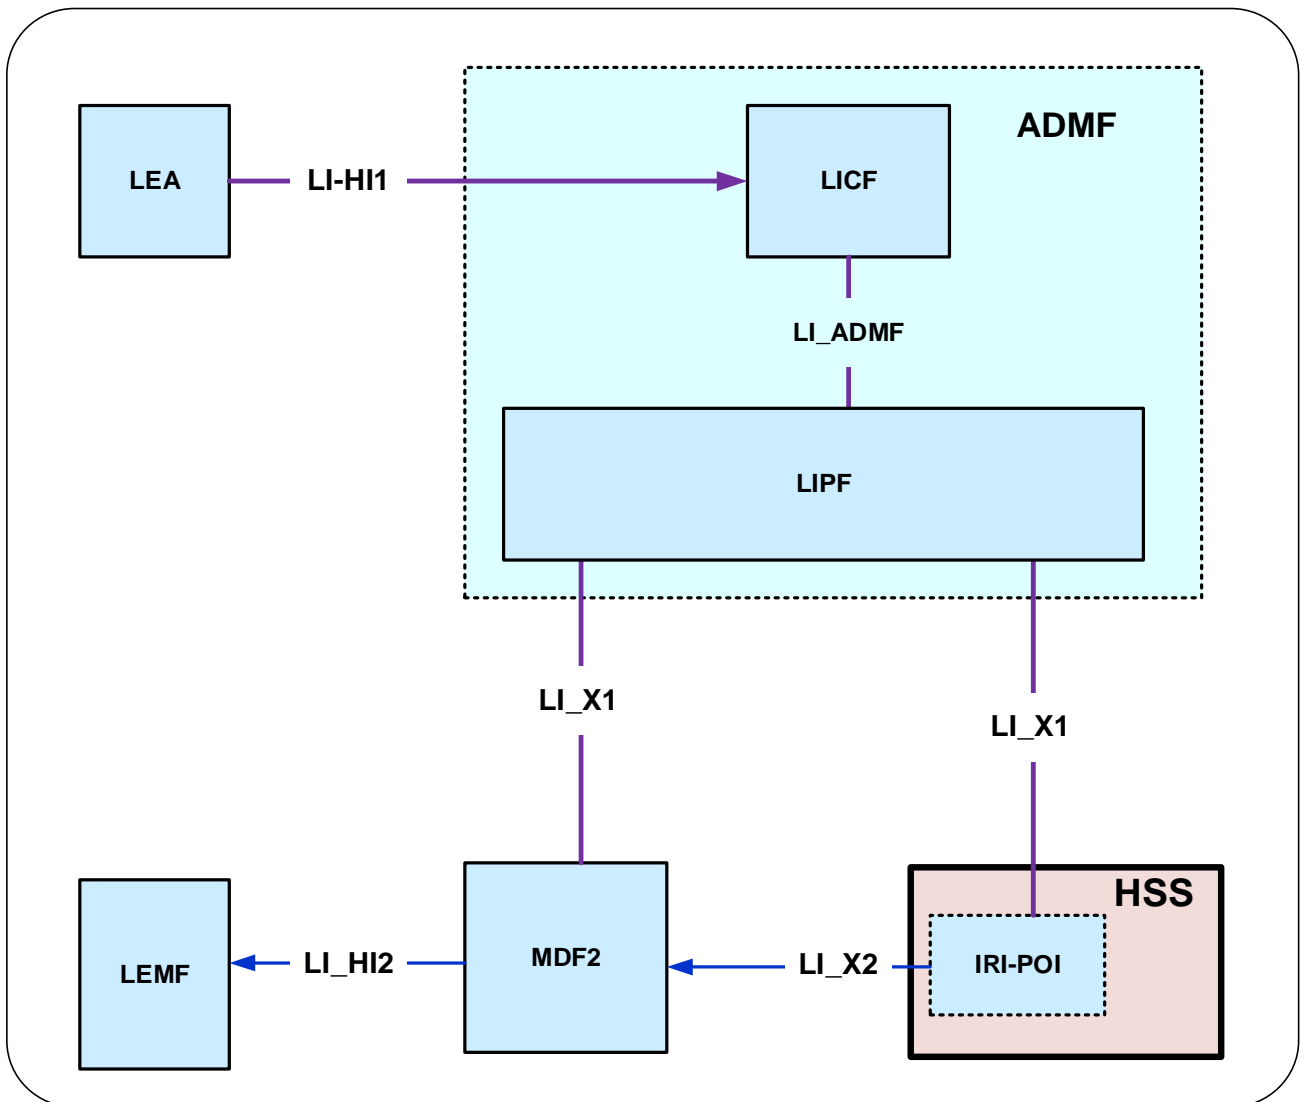 ADMF
LEA
LI-HI1
LICF
LI_ADMF
LIPF
LI_X1
LI_X1
HSS
LEMF
LI_HI2
MDF2
LI_X2
IRI-POI